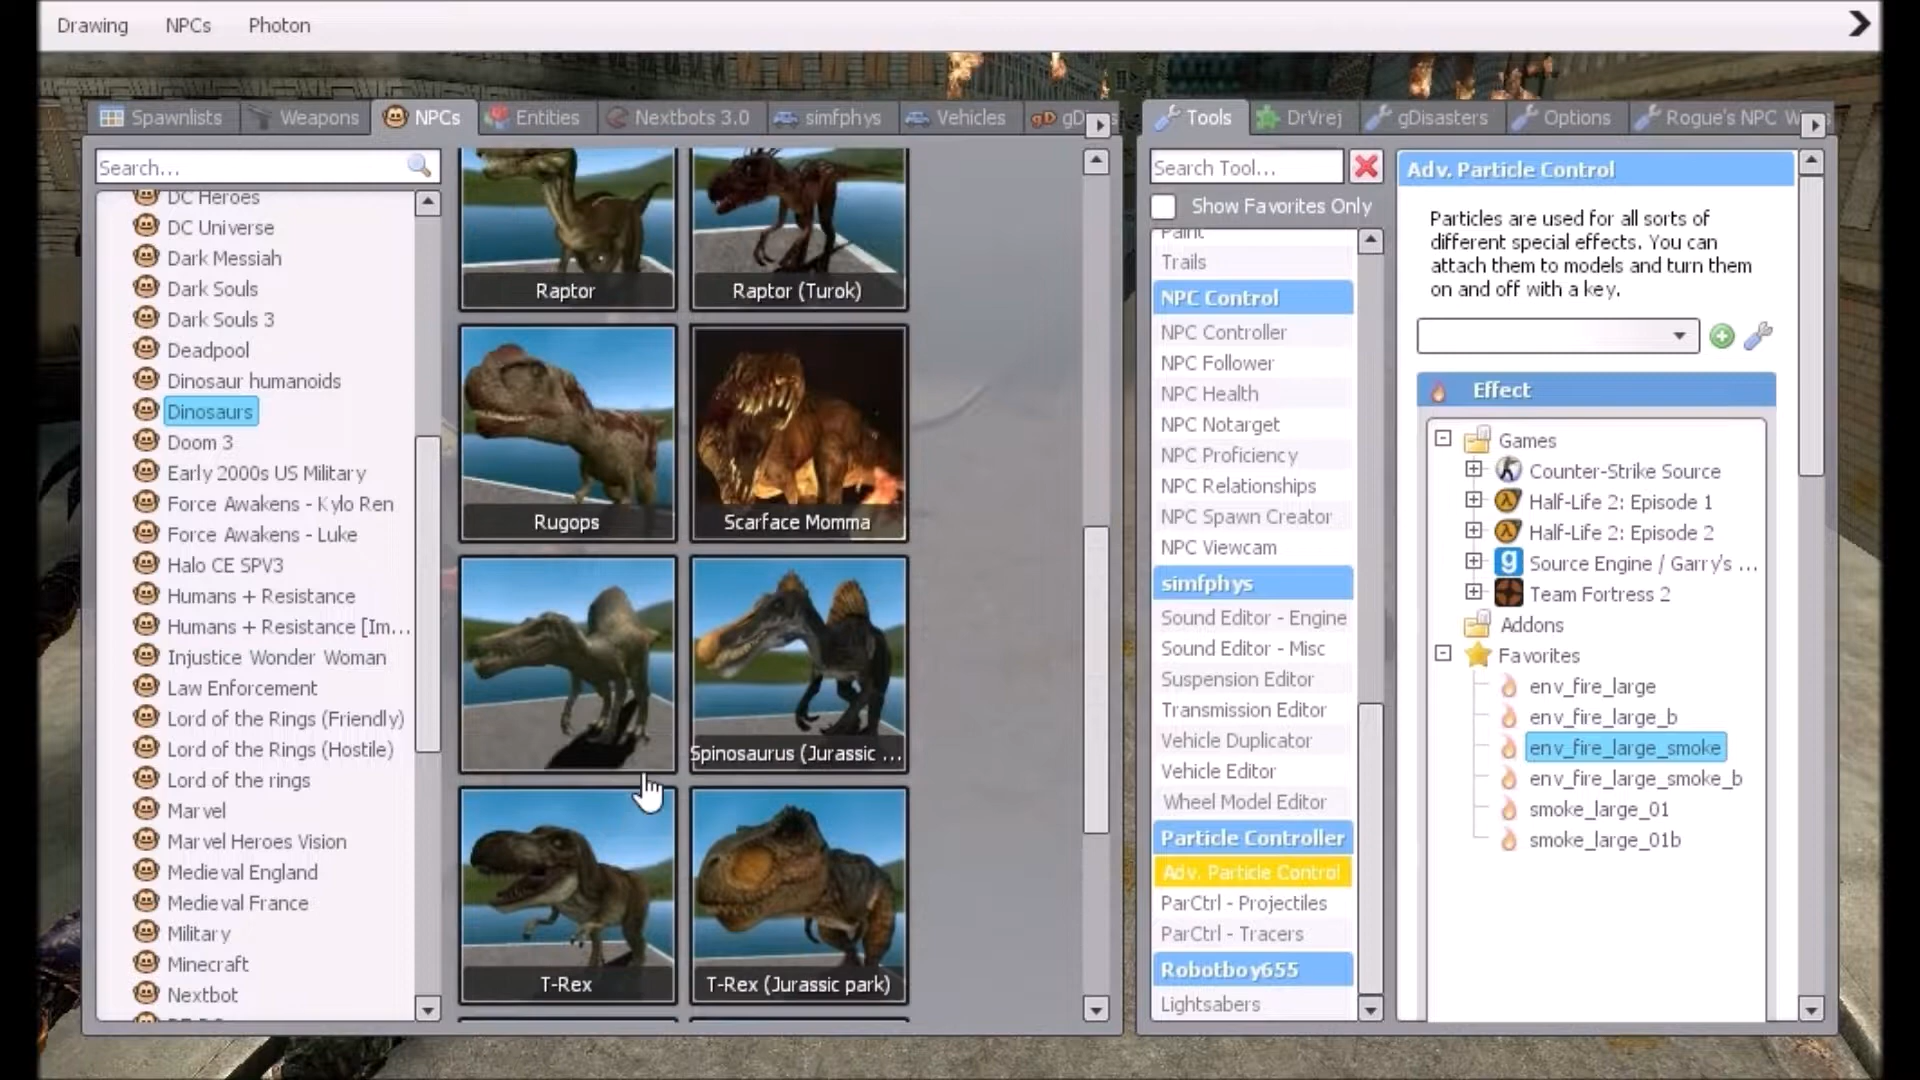 Drawing NPCs Photon
Spawnlists Weapons NPCs Entities Nextbots 3.0 simfphys Vehicles
Tools DrVrej gDisasters Options Rogue's NPC
Search...
DC Heroes
DC Universe
Dark Messiah
Dark Souls
Dark Souls 3
Deadpool
Dinosaur humanoids
Dinosaurs
Doom 3
Early 2000s US Military
Force Awakens - Kylo Ren
Force Awakens - Luke
Halo CE SPV3
Humans + Resistance
Humans + Resistance [Im...
Injustice Wonder Woman
Law Enforcement
Lord of the Rings (Friendly)
Lord of the Rings (Hostile)
Lord of the rings
Marvel
Marvel Heroes Vision
Medieval England
Medieval France
Military
Minecraft
Nextbot
Raptor
Raptor (Turok)
Rugops
Scarface Momma
Spinosaurus (Jurassic ...
T-Rex
T-Rex (Jurassic park)
Search Tool...
Show Favorites Only
Paint
Trails
NPC Control
NPC Controller
NPC Follower
NPC Health
NPC Notarget
NPC Proficiency
NPC Relationships
NPC Spawn Creator
NPC Viewcam
simfphys
Sound Editor - Engine
Sound Editor - Misc
Suspension Editor
Transmission Editor
Vehicle Duplicator
Vehicle Editor
Wheel Model Editor
Particle Controller
Adv. Particle Control
ParCtrl - Projectiles
ParCtrl - Tracers
Robotboy655
Lightsabers
Adv. Particle Control
Particles are used for all sorts of
different special effects. You can
attach them to models and turn them
on and off with a key.
Effect
Games
Counter-Strike Source
Half-Life 2: Episode 1
Half-Life 2: Episode 2
Source Engine / Garry's ...
Team Fortress 2
Addons
Favorites
env_fire_large
env_fire_large_b
env_fire_large_smoke
env_fire_large_smoke_b
smoke_large_01
smoke_large_01b